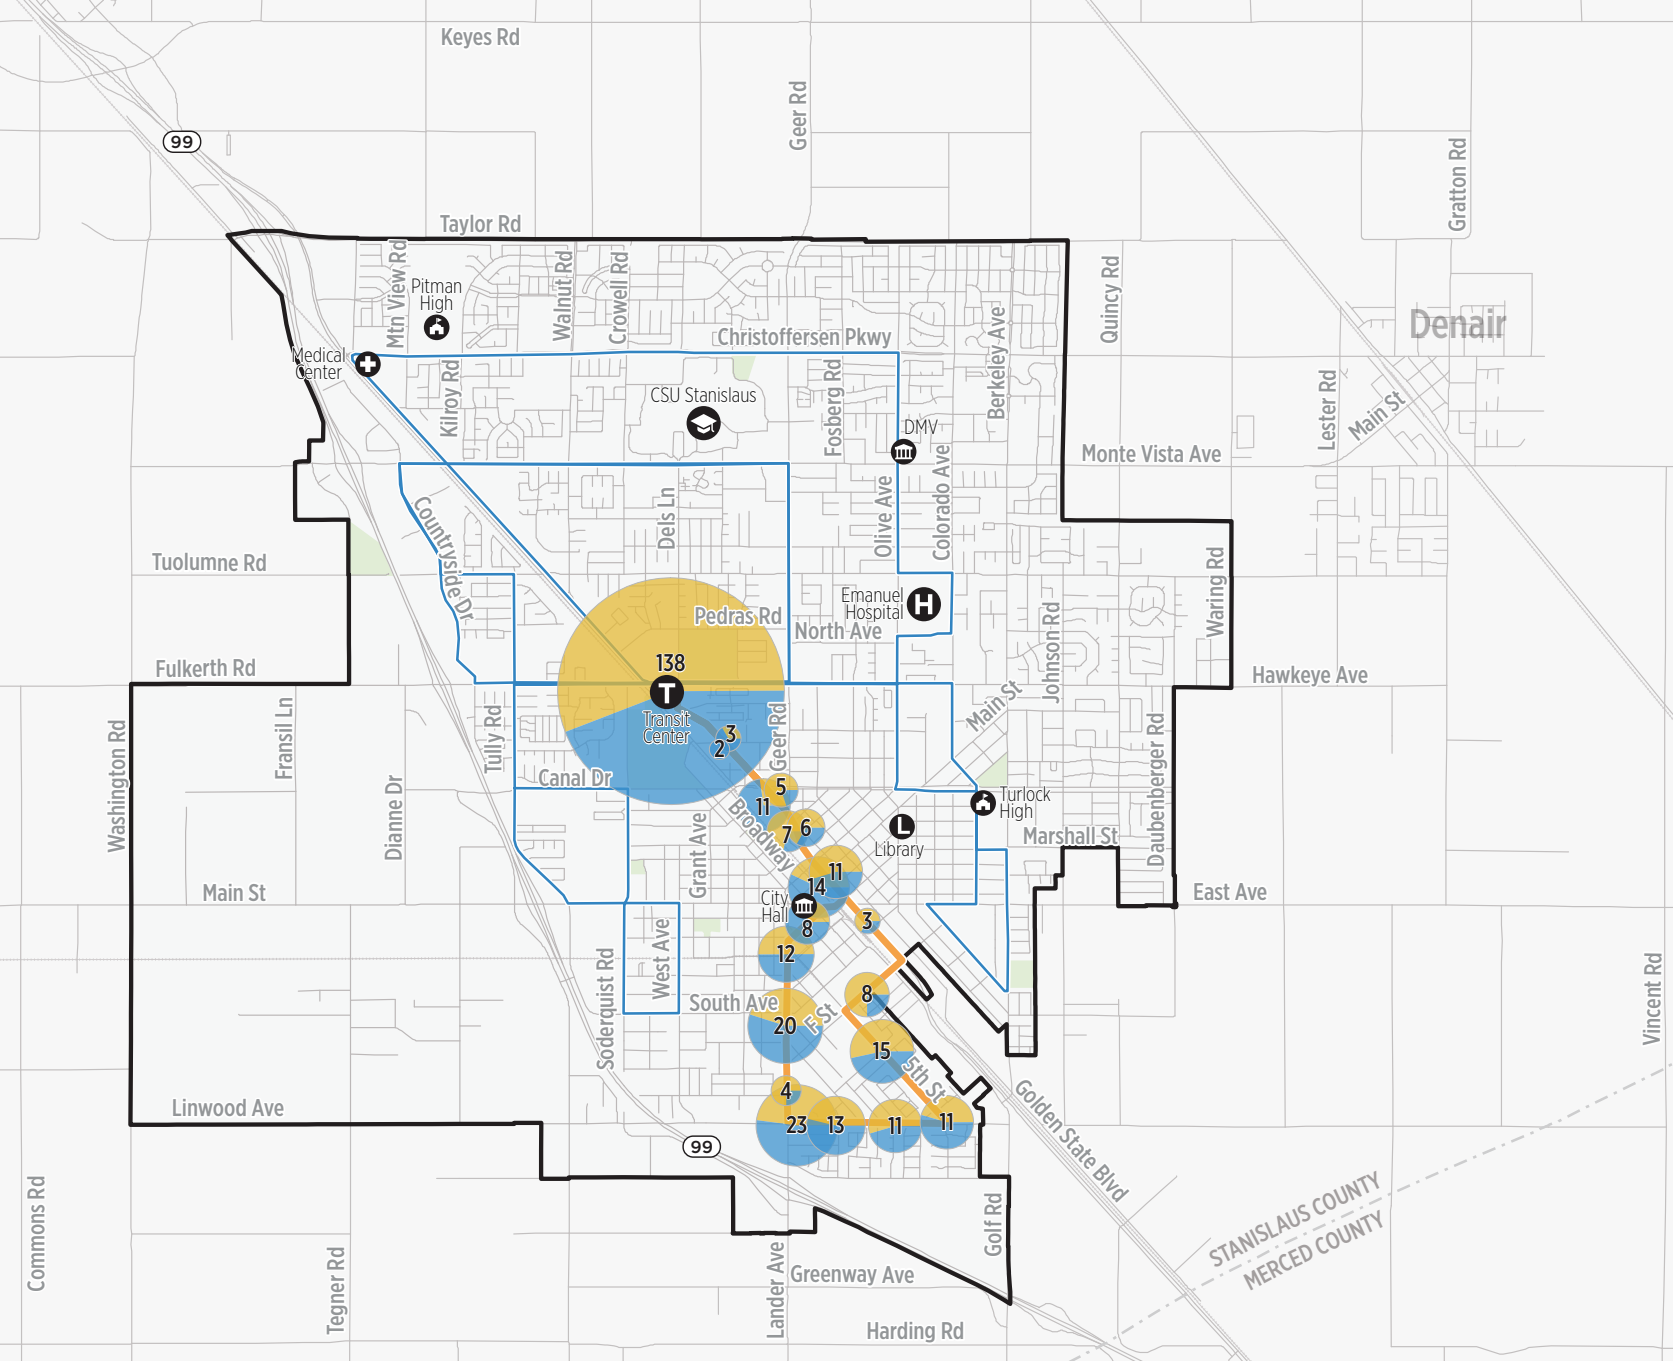 Keyes Rd
Geer Rd
99
Gratton Rd
Taylor Rd
Mtn View Rd
Walnut Rd
Crowell Rd
Quincy Rd
Pitman
High
Christoffersen Pkwy
Berkeley Ave
Denair
Medical
Center
Kilroy Rd
CSU Stanislaus
Fosberg Rd
DMV
Lester Rd
Main St
Monte Vista Ave
Countryside Dr
Dels Ln
Olive Ave
Colorado Ave
Tuolumne Rd
Waring Rd
Pedras Rd
North Ave
Emanuel
Hospital
H
Johnson Rd
Fulkerth Rd
138
T
Transit
Center
Hawkeye Ave
Washington Rd
Fransil Ln
Tully Rd
3
2
Geer Rd
Main St
Daubenberger Rd
Canal Dr
5
11
Dianne Dr
Broadway
7
6
L
Library
Turlock
High
Marshall St
Grant Ave
11
14
Main St
City
Hall
8
3
East Ave
12
West Ave
Soderquist Rd
South Ave
8
20
F St
15
5th St
Vincent Rd
4
Linwood Ave
23
13
11
11
Golden State Blvd
99
Commons Rd
Tegner Rd
Lander Ave
Greenway Ave
Golf Rd
STANISLAUS COUNTY
MERCED COUNTY
Harding Rd